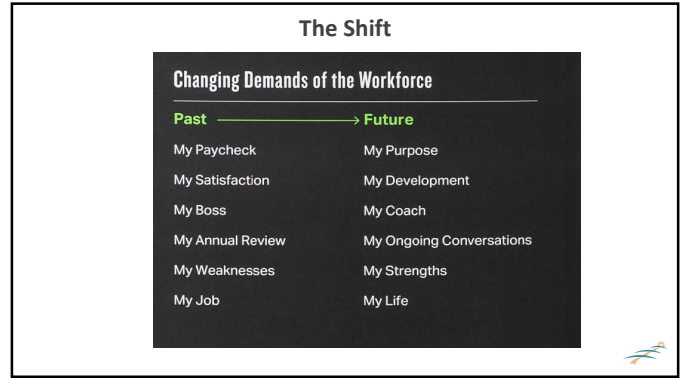 The Shift
Changing Demands of the Workforce
Past → Future
My Paycheck My Purpose
My Satisfaction My Development
My Boss My Coach
My Annual Review My Ongoing Conversations
My Weaknesses My Strengths
My Job My Life